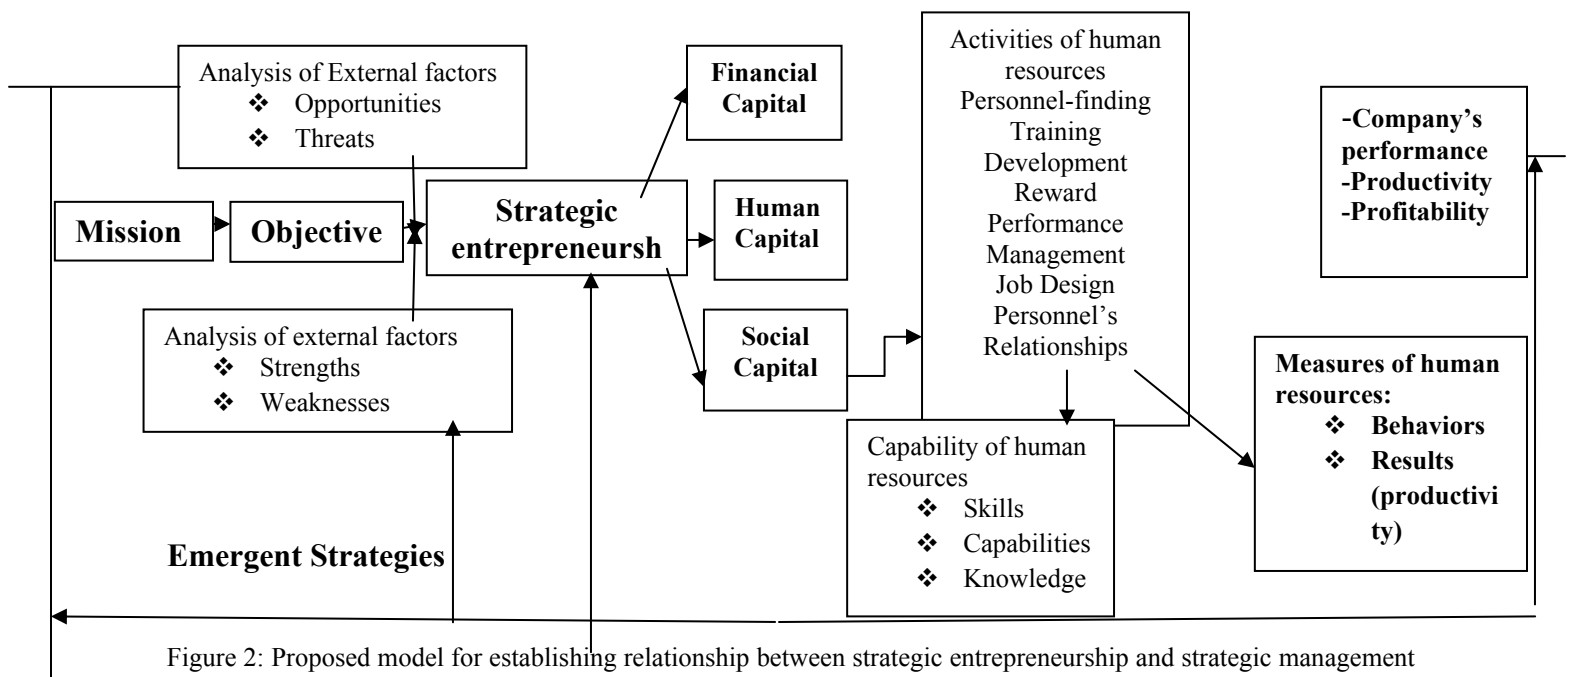 Analysis of External factors
❖ Opportunities
❖ Threats
Mission
Objective
Strategic
entrepreneursh
Analysis of external factors
❖ Strengths
❖ Weaknesses
Emergent Strategies
Financial
Capital
Human
Capital
Social
Capital
Activities of human
resources
Personnel-finding
Training
Development
Reward
Performance
Management
Job Design
Personnel’s
Relationships
Capability of human
resources
❖ Skills
❖ Capabilities
❖ Knowledge
-Company’s
performance
-Productivity
-Profitability
Measures of human
resources:
❖ Behaviors
❖ Results
(productivi
ty)
Figure 2: Proposed model for establishing relationship between strategic entrepreneurship and strategic management